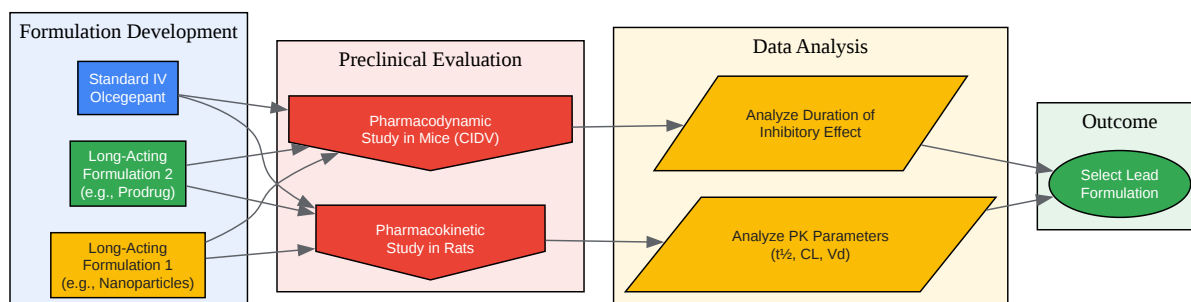 Formulation Development
Standard IV
Olcegepant
Long-Acting
Formulation 2
(e.g., Prodrug)
Long-Acting
Formulation 1
(e.g., Nanoparticles)
Preclinical Evaluation
Pharmacodynamic
Study in Mice (CIDV)
Pharmacokinetic
Study in Rats
Data Analysis
Analyze Duration of
Inhibitory Effect
Analyze PK Parameters
(t½, CL, Vd)
Outcome
Select Lead
Formulation